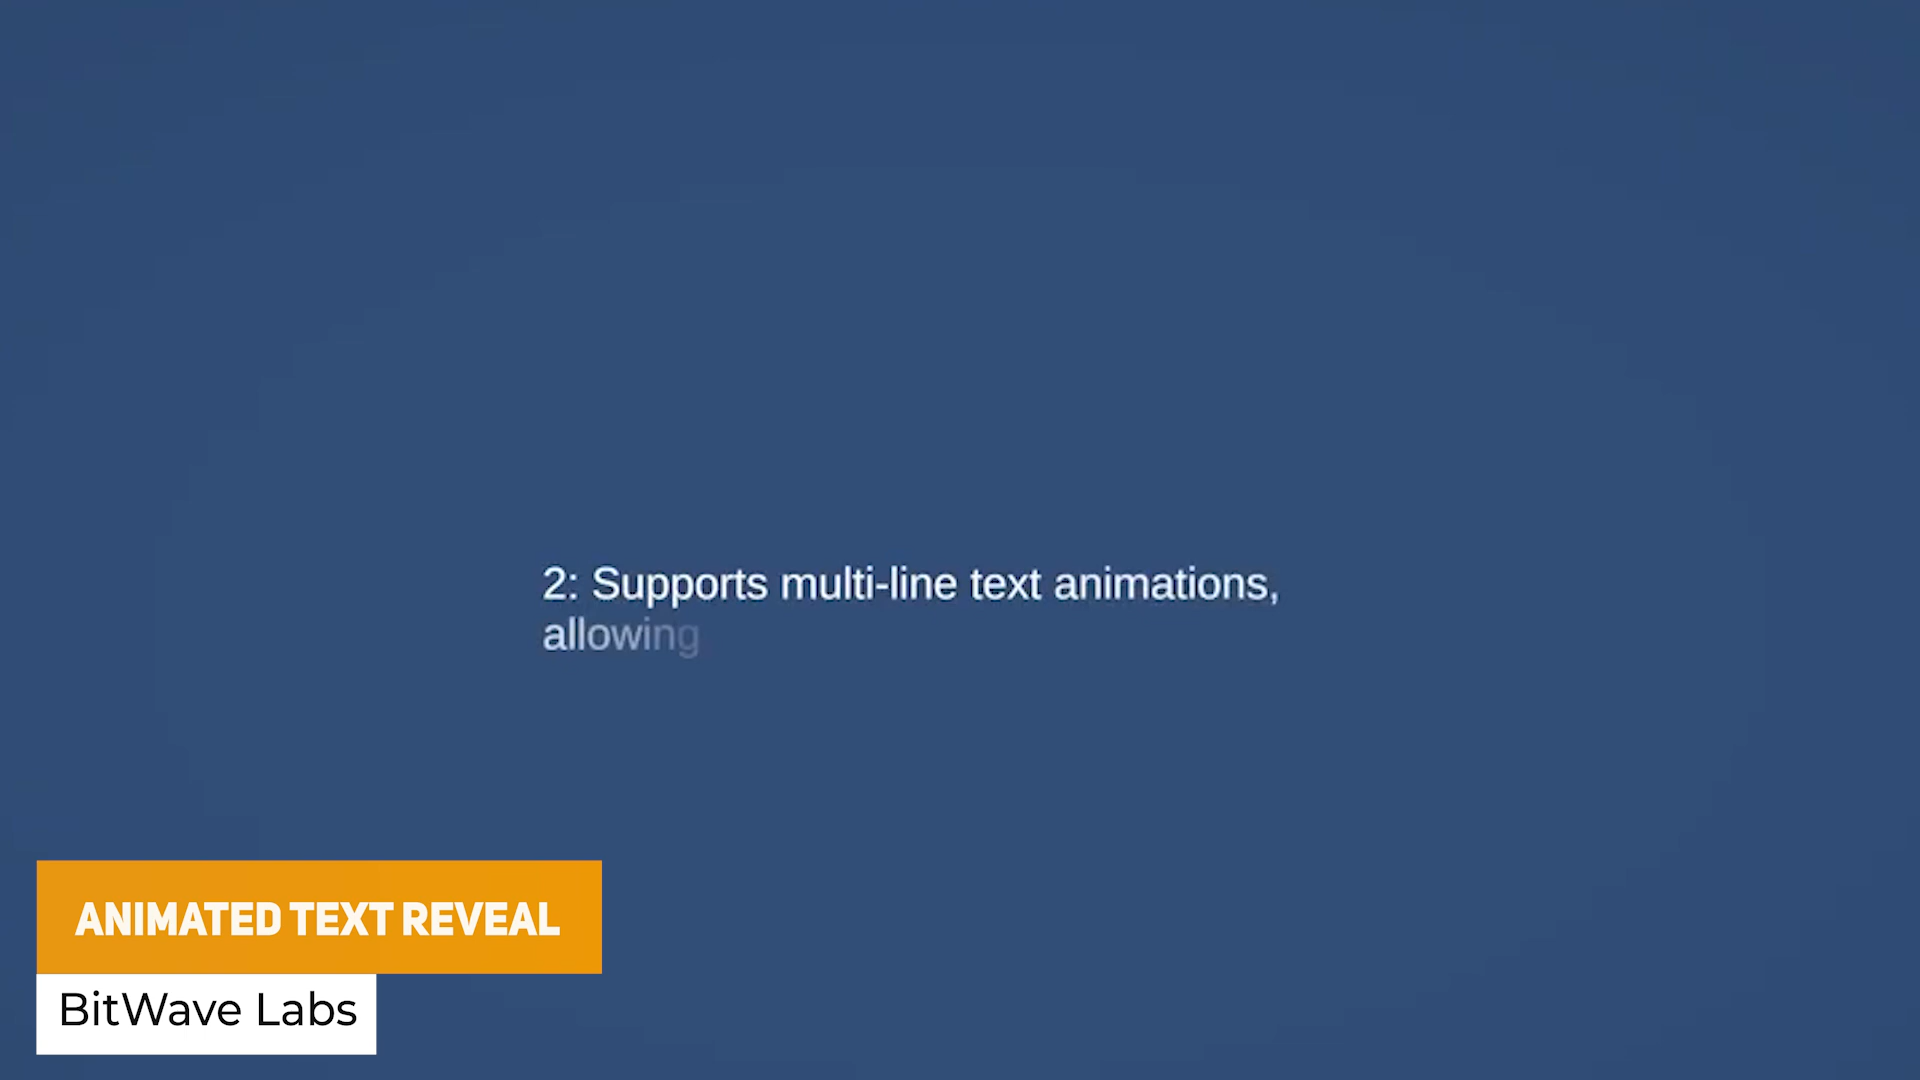 2: Supports multi-line text animations,
allowing
ANIMATED TEXT REVEAL
BitWave Labs